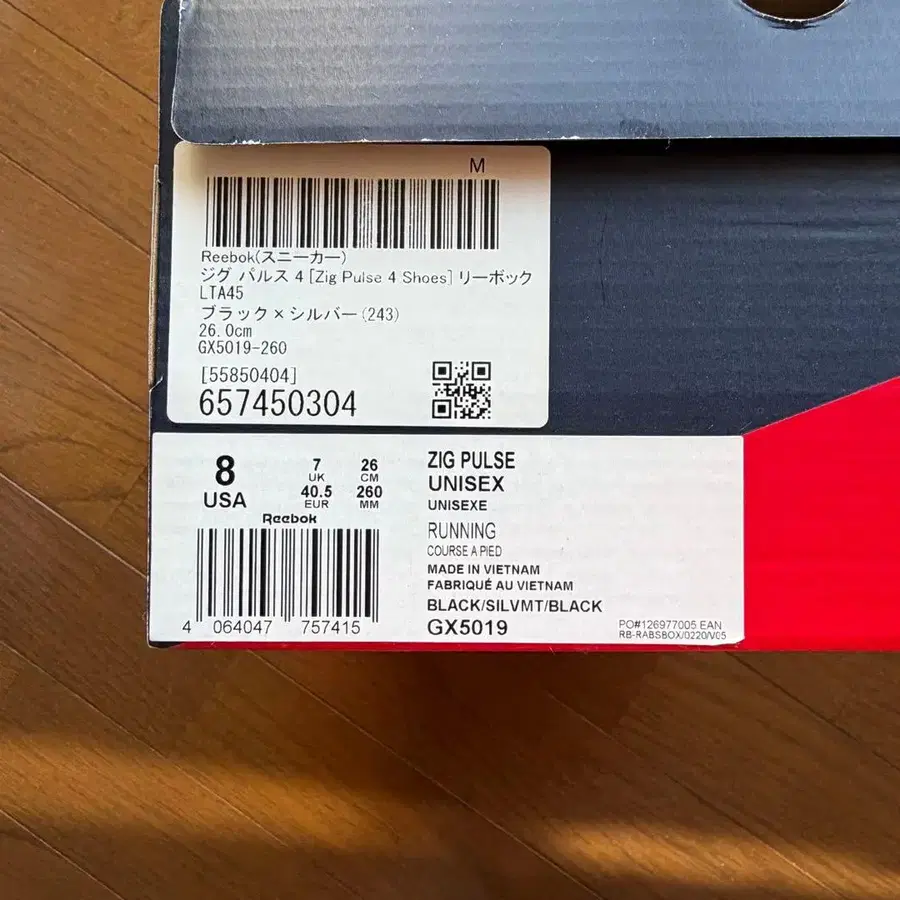 M
Reebok(スニーカー)
ジグ パルス 4 [Zig Pulse 4 Shoes] リーボック
LTA45
ブラック×シルバー(243)
26.0cm
GX5019-260
[55850404]
657450304
8
USA
7
UK
40.5
EUR
26
CM
260
MM
Reebok
4 064047 757415
ZIG PULSE
UNISEX
UNISEXE
RUNNING
COURSE A PIED
MADE IN VIETNAM
FABRIQUÉ AU VIETNAM
BLACK/SILVMT/BLACK
GX5019
PO#126977005 EAN
RB-RABSBOX/0220/V05